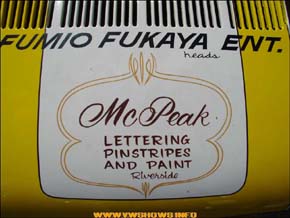 FUMIO FUKAYA ENT.
heads
McPeak
LETTERING
PINSTRIPES
AND PAINT
Riverside
WWW.VWSHOWS.INFO